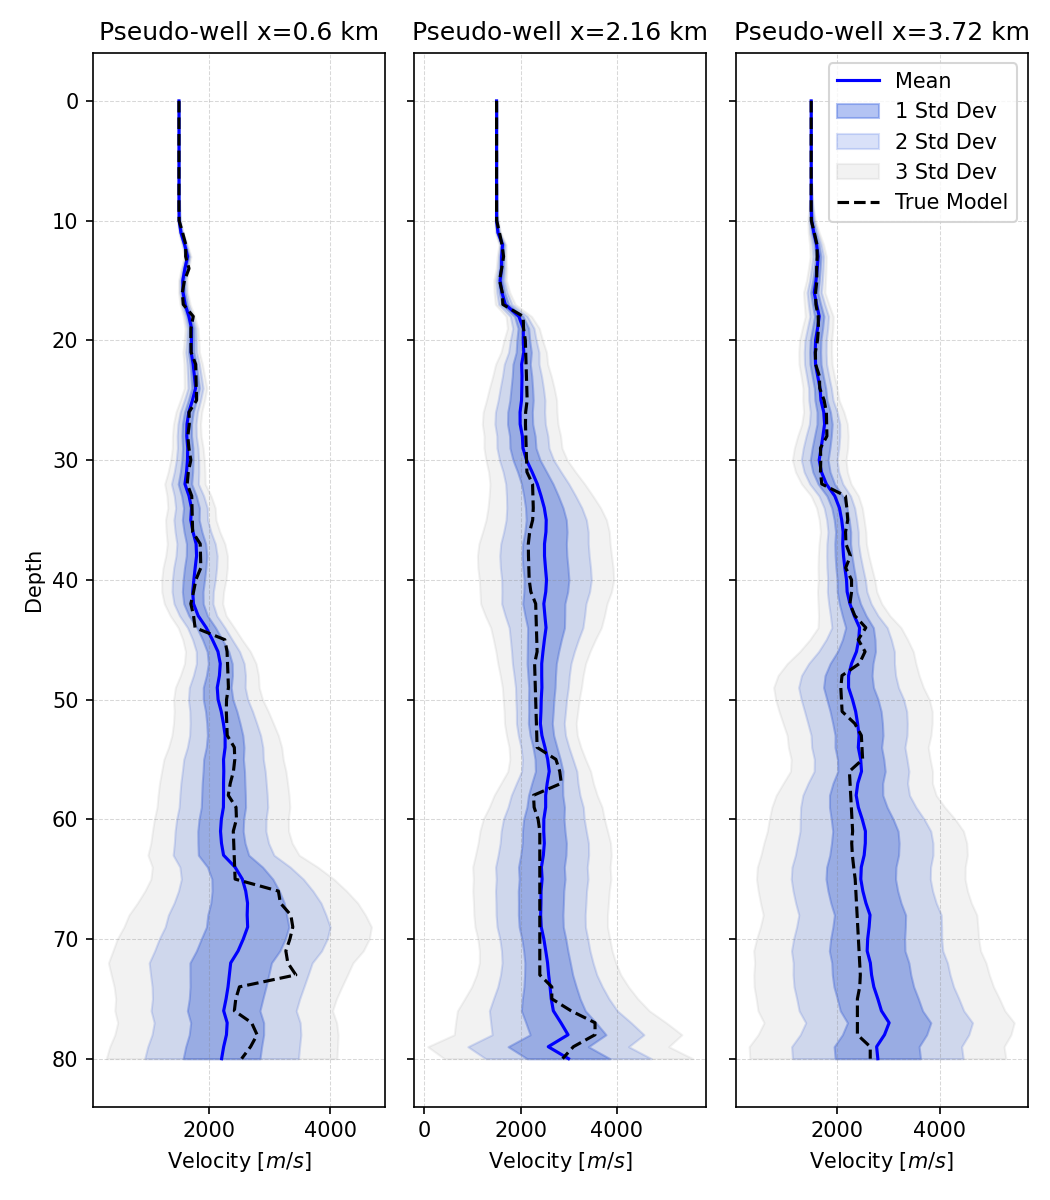 Pseudo-well x=0.6 km
Pseudo-well x=2.16 km
Pseudo-well x=3.72 km
Mean
1 Std Dev
2 Std Dev
3 Std Dev
True Model
Depth
0
10
20
30
40
50
60
70
80
2000 4000
0 2000 4000
2000 4000
Velocity [m/s]
Velocity [m/s]
Velocity [m/s]